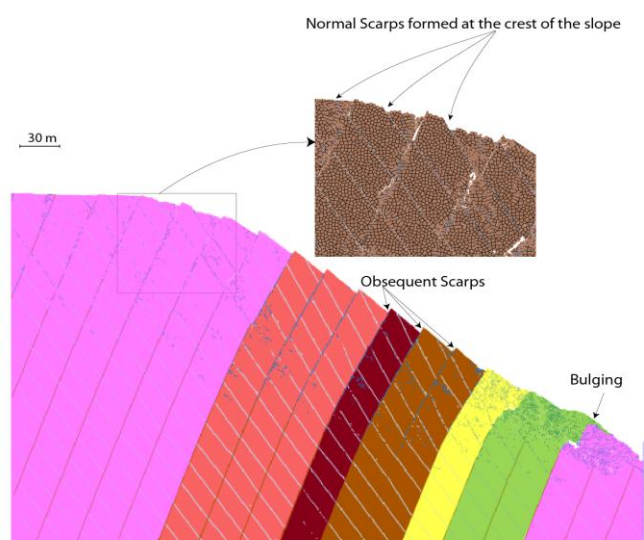 Normal Scarps formed at the crest of the slope
30 m
Obsequent Scarps
Bulging